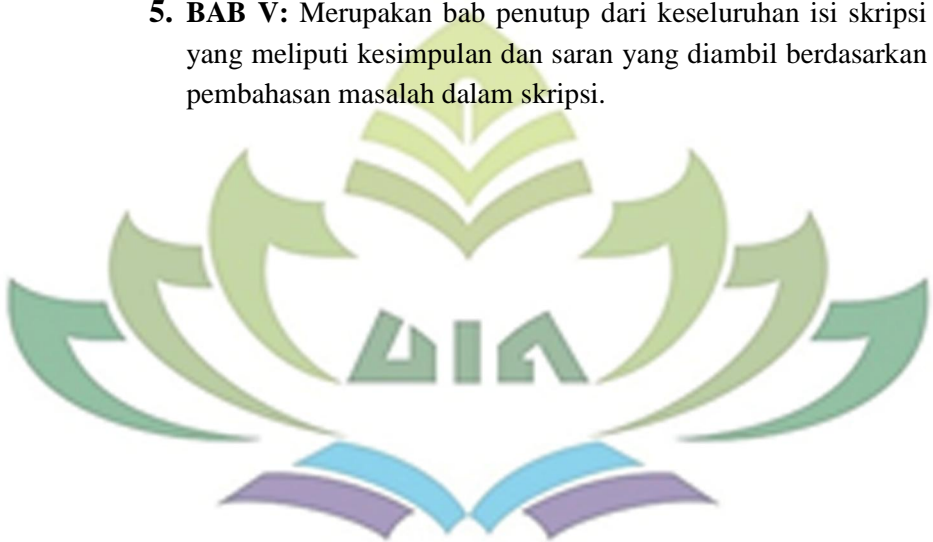 5. BAB V: Merupakan bab penutup dari keseluruhan isi skripsi
yang meliputi kesimpulan dan saran yang diambil berdasarkan
pembahasan masalah dalam skripsi.
UIN